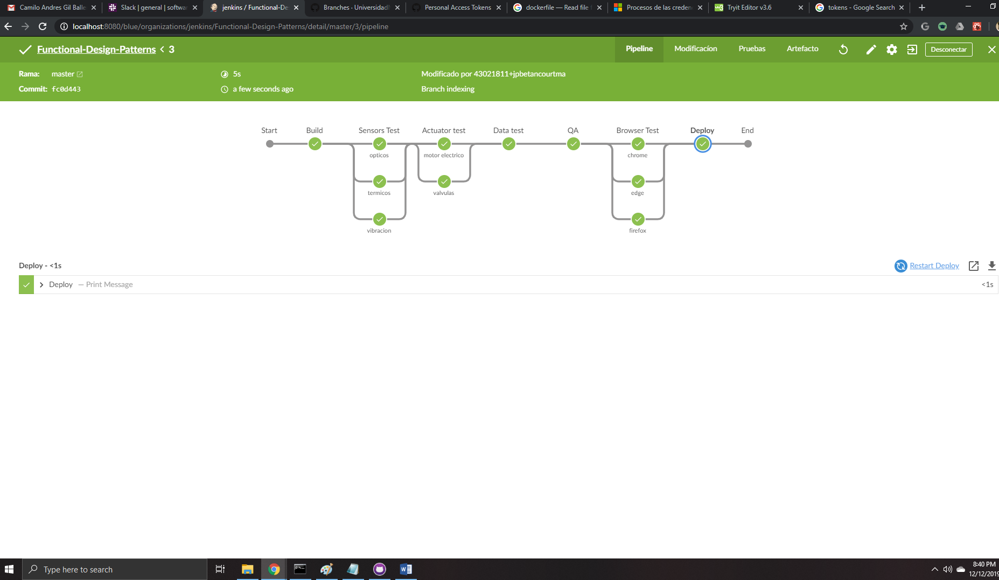 Camilo Andres Gil Balle
Slack | general | softwar
jenkins / Functional-De
Branches · Universidad
Personal Access Tokens
dockerfile — Read file f
Procesos de las creden
Tryit Editor v3.6
tokens - Google Search
localhost:8080/blue/organizations/jenkins/Functional-Design-Patterns/detail/master/3/pipeline
Functional-Design-Patterns < 3
Pipeline
Modificacíon
Pruebas
Artefacto
Desconectar
Rama: master
5s
Modificado por 43021811+jpbetancourtma
Commit: fc0d443
a few seconds ago
Branch indexing
Start
Build
Sensors Test
Actuator test
Data test
QA
Browser Test
Deploy
End
opticos
motor electrico
chrome
termicos
valvulas
edge
vibracion
firefox
Deploy - <1s
Restart Deploy
Deploy — Print Message
<1s
Type here to search
8:40 PM
12/12/2019